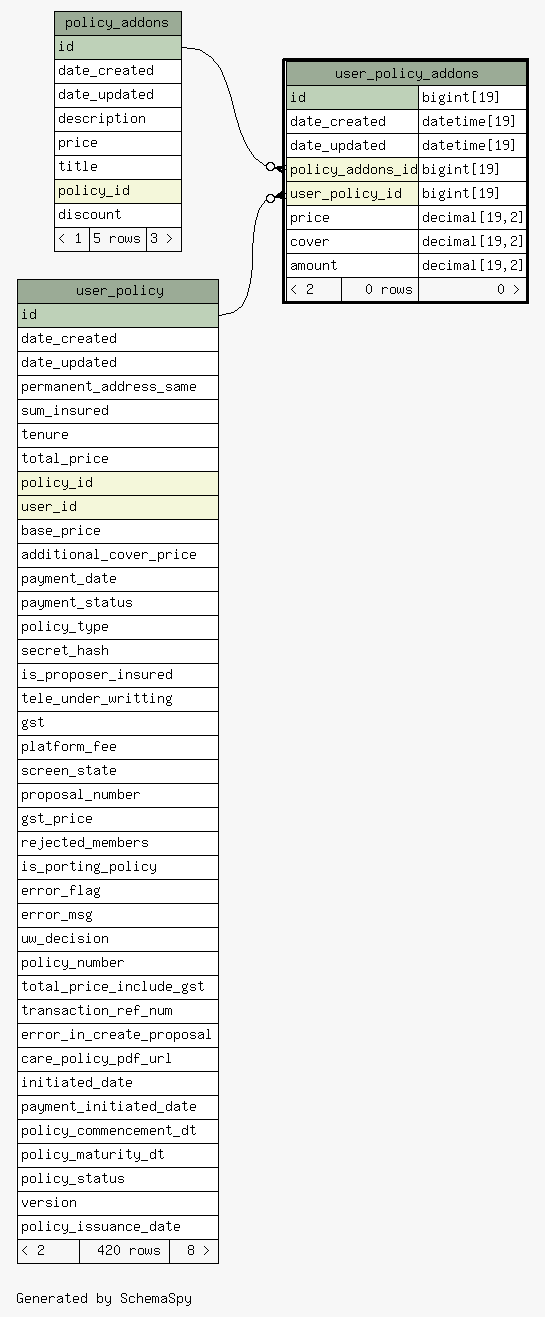 policy_addons
id
date_created
date_updated
description
price
title
policy_id
discount
< 1 5 rows 3 >
user_policy_addons
id bigint[19]
date_created datetime[19]
date_updated datetime[19]
policy_addons_id bigint[19]
user_policy_id bigint[19]
price decimal[19,2]
cover decimal[19,2]
amount decimal[19,2]
< 2 0 rows 0 >
user_policy
id
date_created
date_updated
permanent_address_same
sum_insured
tenure
total_price
policy_id
user_id
base_price
additional_cover_price
payment_date
payment_status
policy_type
secret_hash
is_proposer_insured
tele_under_writting
gst
platform_fee
screen_state
proposal_number
gst_price
rejected_members
is_porting_policy
error_flag
error_msg
uw_decision
policy_number
total_price_include_gst
transaction_ref_num
error_in_create_proposal
care_policy_pdf_url
initiated_date
payment_initiated_date
policy_commencement_dt
policy_maturity_dt
policy_status
version
policy_issuance_date
< 2 420 rows 8 >
Generated by SchemaSpy